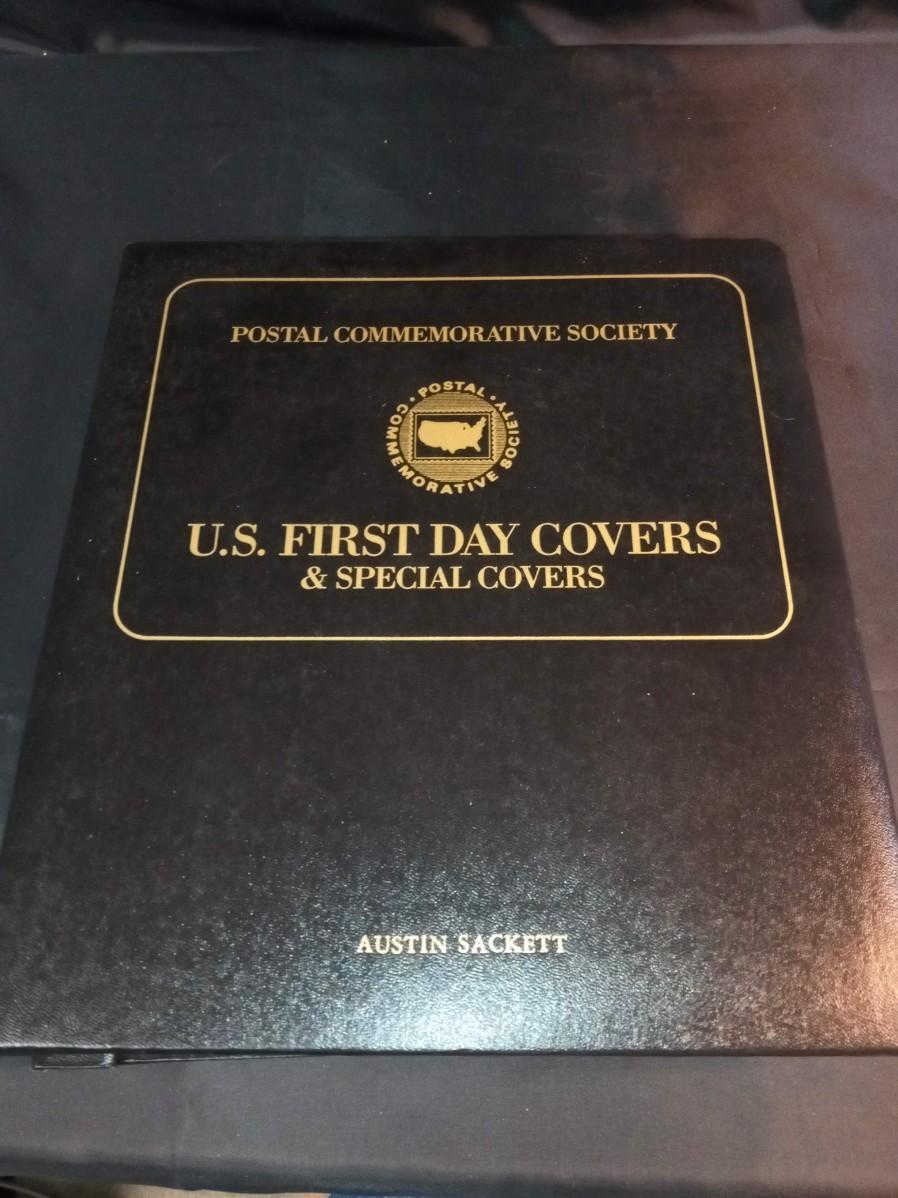 POSTAL COMMEMORATIVE SOCIETY
• POSTAL •
COMMEMORATIVE SOCIETY
U.S. FIRST DAY COVERS
& SPECIAL COVERS
AUSTIN SACKETT